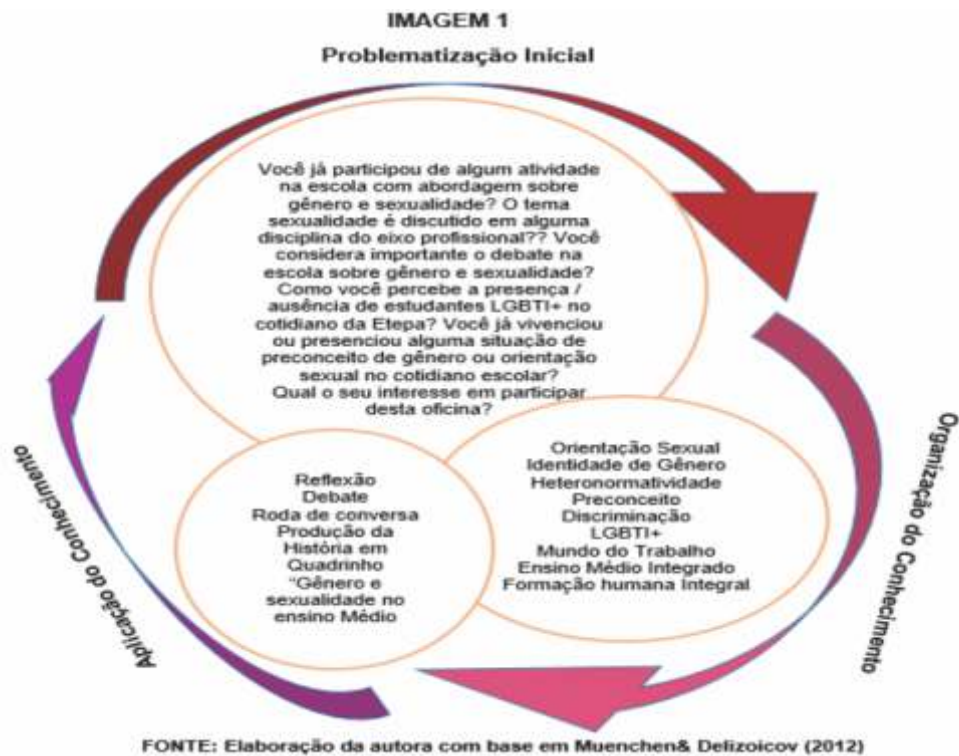 IMAGEM 1
Problematização Inicial
Você já participou de algum atividade
na escola com abordagem sobre
gênero e sexualidade? O tema
sexualidade é discutido em alguma
disciplina do eixo profissional?? Você
considera importante o debate na
escola sobre gênero e sexualidade?
Como você percebe a presença /
ausência de estudantes LGBTI+ no
cotidiano da Etepa? Você já vivenciou
ou presenciou alguma situação de
preconceito de gênero ou orientação
sexual no cotidiano escolar?
Qual o seu interesse em participar
desta oficina?
Orientação Sexual
Identidade de Gênero
Heteronormatividade
Preconceito
Discriminação
LGBTI+
Mundo do Trabalho
Ensino Médio Integrado
Formação humana Integral
Organização do Conhecimento
Reflexão
Debate
Roda de conversa
Produção da
História em
Quadrinho
"Gênero e
sexualidade no
ensino Médio
Aplicação do Conhecimento
FONTE: Elaboração da autora com base em Muenchen& Delizoicov (2012)